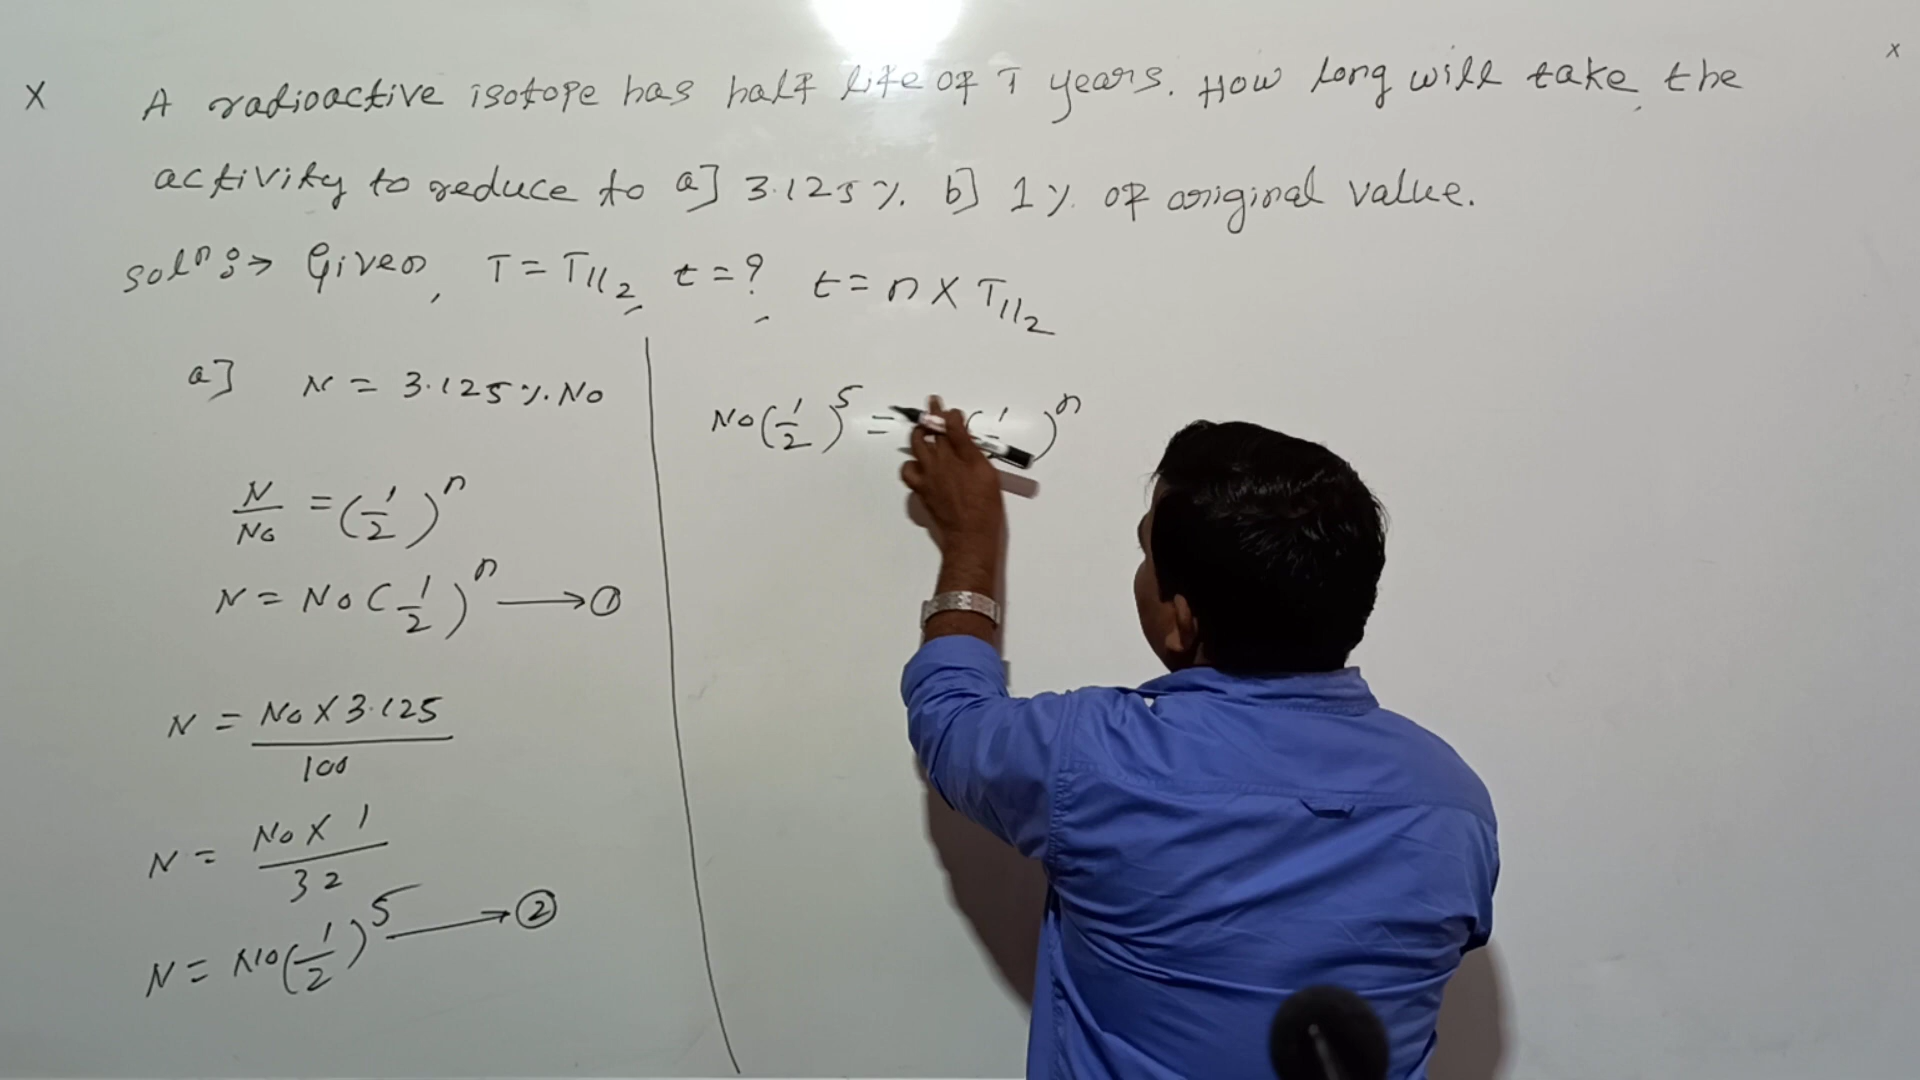 X A radioactive isotope has half life of T years. How long will take the
x
activity to reduce to a] 3.125%. b] 1% of original value.
Soln :→ Given, T = T1/2, t = ? t = n X T1/2
a] N = 3.125%. No
N/No = (1/2)^n
N = No (1/2)^n → ①
N = No X 3.125 / 100
N = No X 1 / 32
N = No (1/2)^5 → ②
No (1/2)^5 = (1/ )^n